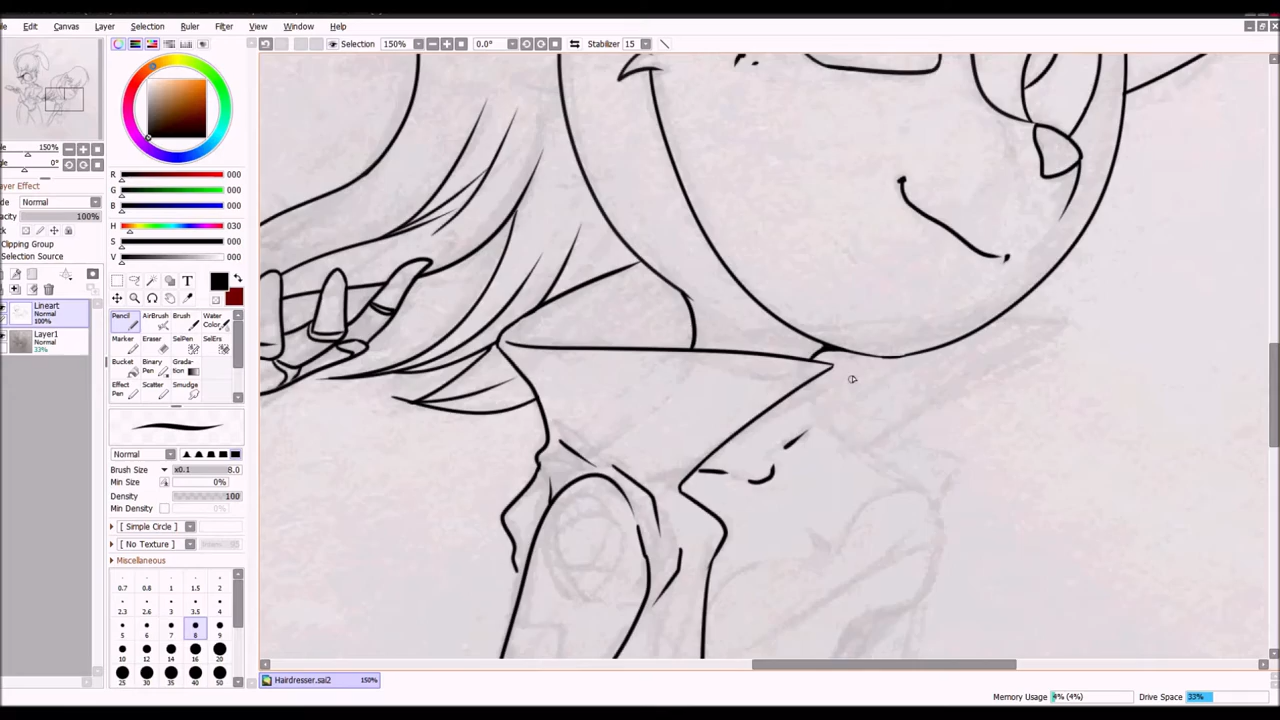 Edit Canvas Layer Selection Ruler Filter View Window Help
Selection 150% 0.0° Stabilizer 15
150%
0°
R 000
G 000
B 000
H 030
S 000
V 000
Layer Effect
Normal
100%
Clipping Group
Selection Source
Lineart
Normal
100%
Layer1
Normal
33%
T
Pencil AirBrush Brush Water Color
Marker Eraser SelPen SelErs
Bucket Binary Pen Grada-tion
Effect Pen Scatter Smudge
Normal
Brush Size x0.1 8.0
Min Size 0%
Density 100
Min Density
[ Simple Circle ]
[ No Texture ]
Miscellaneous
0.7 0.8 1 1.5 2
2.3 2.6 3 3.5 4
5 6 7 8 9
10 12 14 16 20
25 30 35 40 50
Hairdresser.sai2 150%
Memory Usage 4% (4%) Drive Space 33%